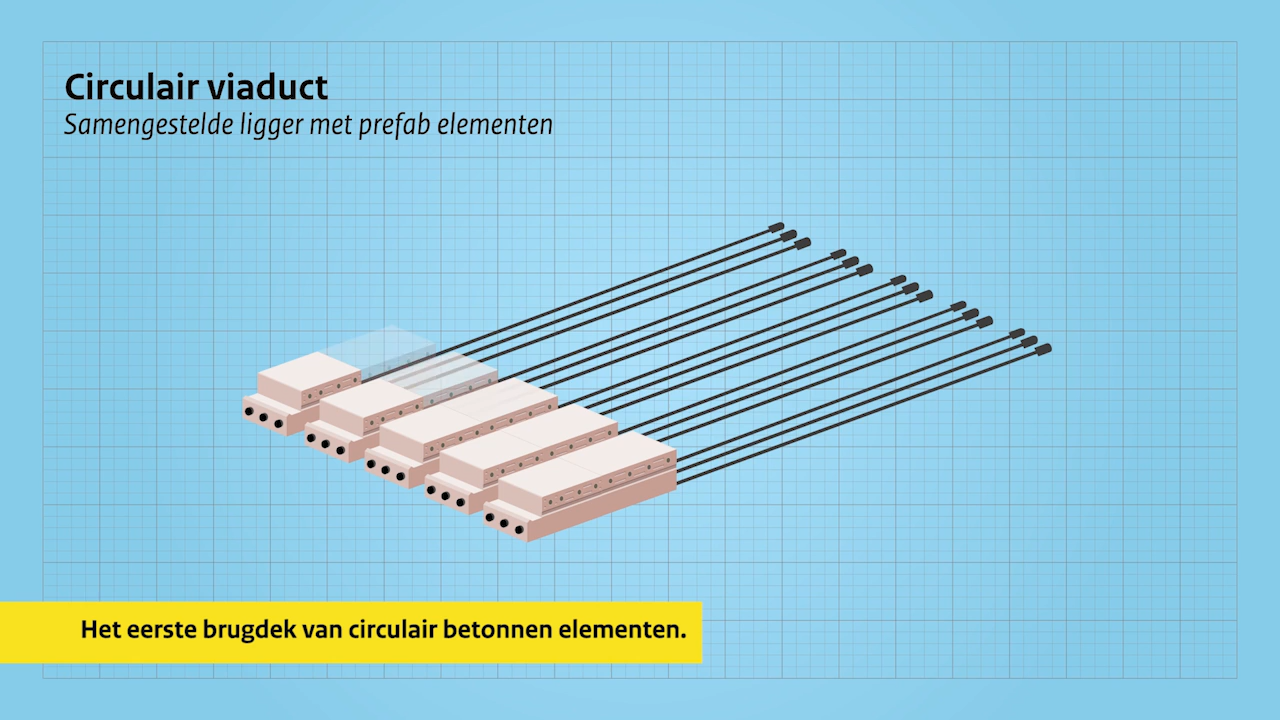 Circulair viaduct
Samengestelde ligger met prefab elementen
Het eerste brugdek van circulair betonnen elementen.